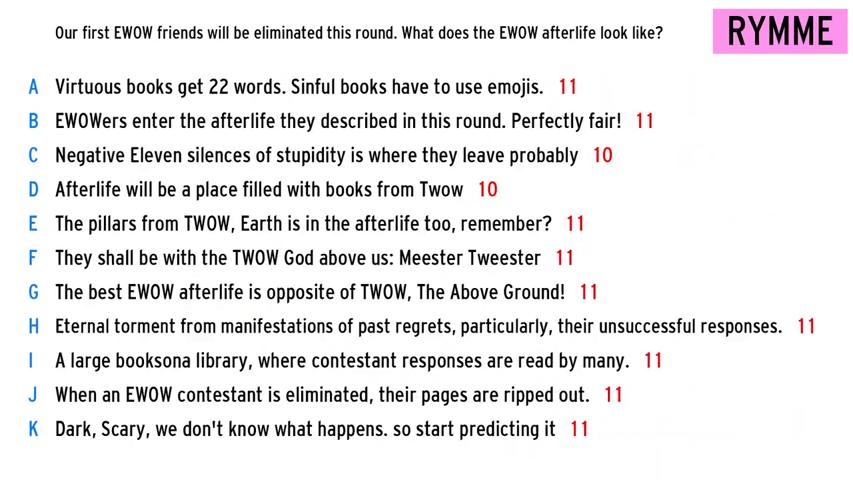 Our first EWOW friends will be eliminated this round. What does the EWOW afterlife look like?
RYMME
A Virtuous books get 22 words. Sinful books have to use emojis. 11
B EWOWers enter the afterlife they described in this round. Perfectly fair! 11
C Negative Eleven silences of stupidity is where they leave probably 10
D Afterlife will be a place filled with books from Twow 10
E The pillars from TWOW, Earth is in the afterlife too, remember? 11
F They shall be with the TWOW God above us: Meester Tweester 11
G The best EWOW afterlife is opposite of TWOW, The Above Ground! 11
H Eternal torment from manifestations of past regrets, particularly, their unsuccessful responses. 11
I A large booksona library, where contestant responses are read by many. 11
J When an EWOW contestant is eliminated, their pages are ripped out. 11
K Dark, Scary, we don't know what happens. so start predicting it 11